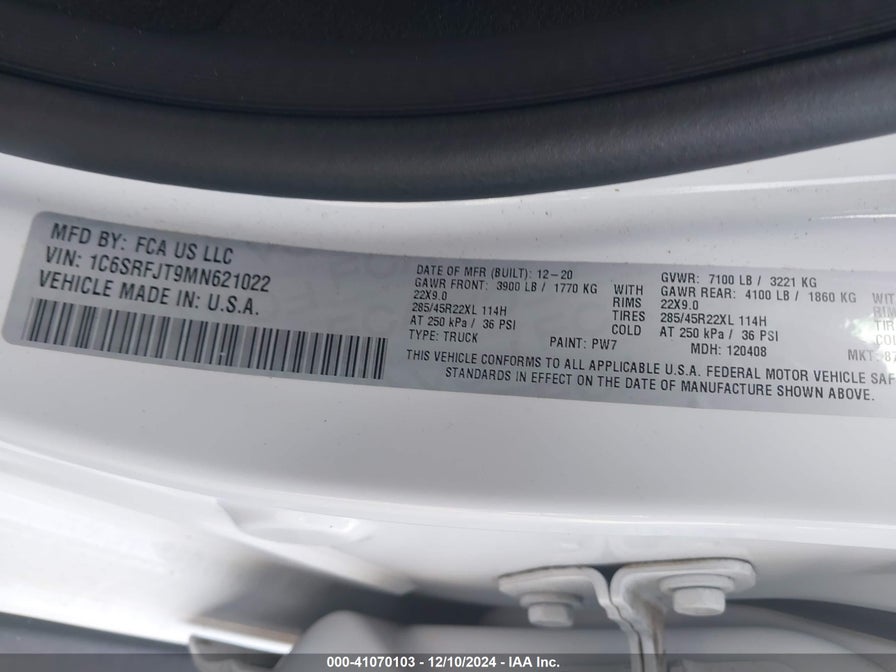 MFD BY: FCA US LLC
VIN: 1C6SRFJT9MN621022
VEHICLE MADE IN: U.S.A.
DATE OF MFR (BUILT): 12-20
GVWR: 7100 LB / 3221 KG
GAWR FRONT: 3900 LB / 1770 KG WITH
GAWR REAR: 4100 LB / 1860 KG WITH
22X9.0 RIMS
22X9.0
285/45R22XL 114H TIRES
285/45R22XL 114H
AT 250 kPa / 36 PSI COLD
AT 250 kPa / 36 PSI
TYPE: TRUCK PAINT: PW7 MDH: 120408 MKT:
THIS VEHICLE CONFORMS TO ALL APPLICABLE U.S.A. FEDERAL MOTOR VEHICLE
STANDARDS IN EFFECT ON THE DATE OF MANUFACTURE SHOWN ABOVE.
000-41070103 - 12/10/2024 - IAA Inc.